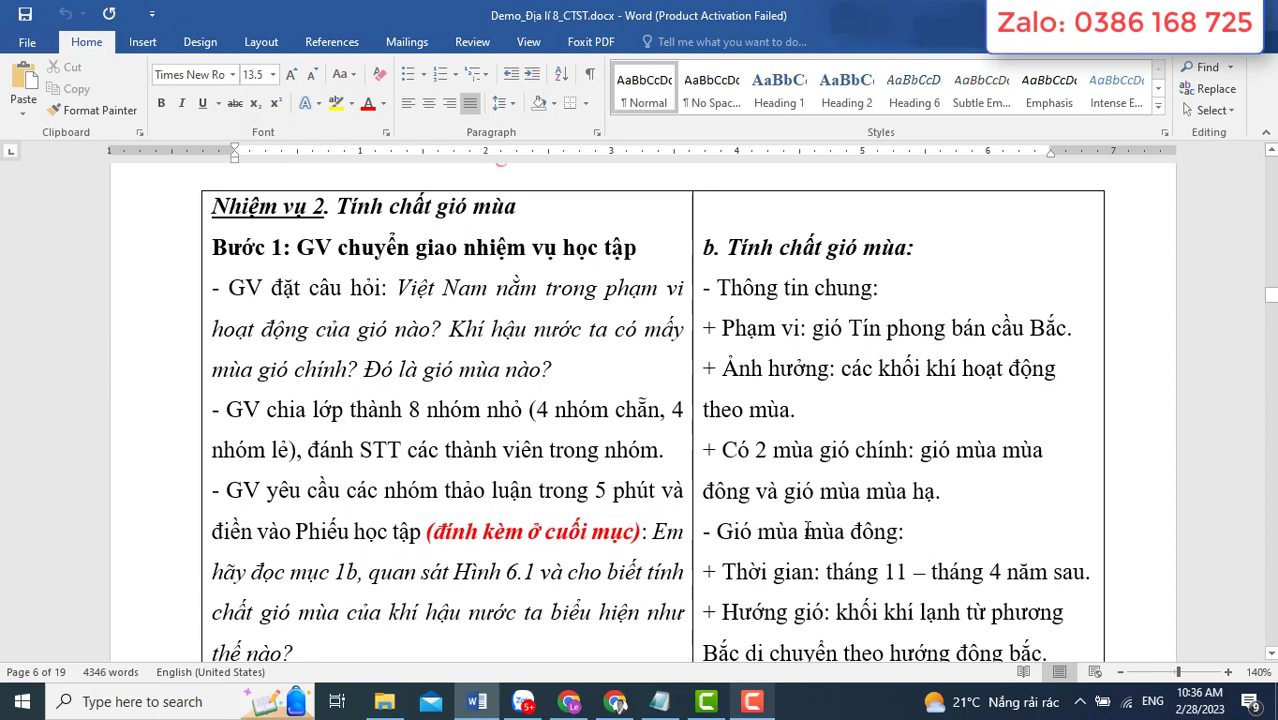 Demo_Địa lí 8_CTST.docx - Word (Product Activation Failed)
Zalo: 0386 168 725
File Home Insert Design Layout References Mailings Review View Foxit PDF Tell me what you want to do...
Cut
Copy
Format Painter
Paste
Times New Ro 13.5
AaBbCcDc AaBbCcDc AaBbC AaBbC AaBbCcD AaBbCcDc AaBbCcDc AaBbCcDc
¶ Normal ¶ No Spac... Heading 1 Heading 2 Heading 6 Subtle Em... Emphasis Intense E...
Find
Replace
Select
Clipboard Font Paragraph Styles Editing
1 1 2 3 4 5 6 7
Nhiệm vụ 2. Tính chất gió mùa
Bước 1: GV chuyển giao nhiệm vụ học tập
- GV đặt câu hỏi: Việt Nam nằm trong phạm vi
hoạt động của gió nào? Khí hậu nước ta có mấy
mùa gió chính? Đó là gió mùa nào?
- GV chia lớp thành 8 nhóm nhỏ (4 nhóm chẵn, 4
nhóm lẻ), đánh STT các thành viên trong nhóm.
- GV yêu cầu các nhóm thảo luận trong 5 phút và
điền vào Phiếu học tập (đính kèm ở cuối mục): Em
hãy đọc mục 1b, quan sát Hình 6.1 và cho biết tính
chất gió mùa của khí hậu nước ta biểu hiện như
thế nào?
b. Tính chất gió mùa:
- Thông tin chung:
+ Phạm vi: gió Tín phong bán cầu Bắc.
+ Ảnh hưởng: các khối khí hoạt động
theo mùa.
+ Có 2 mùa gió chính: gió mùa mùa
đông và gió mùa mùa hạ.
- Gió mùa mùa đông:
+ Thời gian: tháng 11 – tháng 4 năm sau.
+ Hướng gió: khối khí lạnh từ phương
Bắc di chuyển theo hướng đông bắc.
Page 6 of 19 4346 words English (United States) 140%
Type here to search
21°C Nắng rải rác
ENG
10:36 AM
2/28/2023